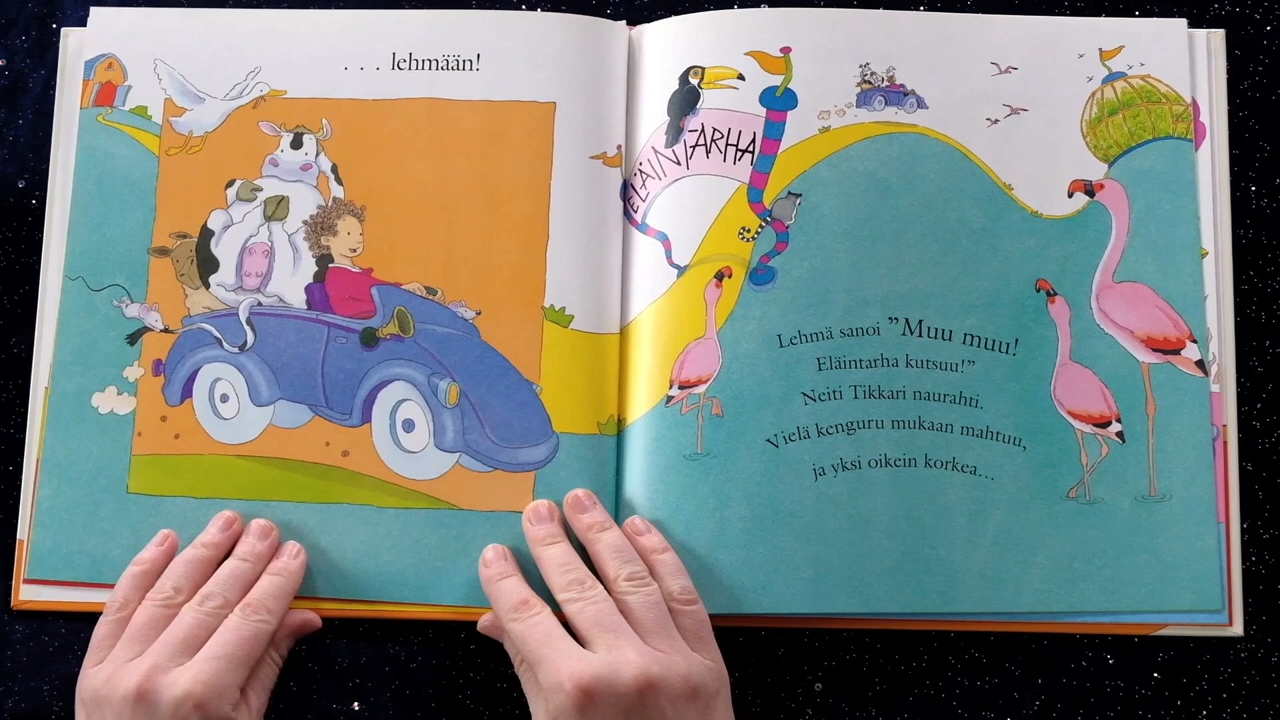 . . . lehmään!
ELÄINTARHA
Lehmä sanoi ”Muu muu!
Eläintarha kutsuu!”
Neiti Tikkari naurahti.
Vielä kenguru mukaan mahtuu,
ja yksi oikein korkea...